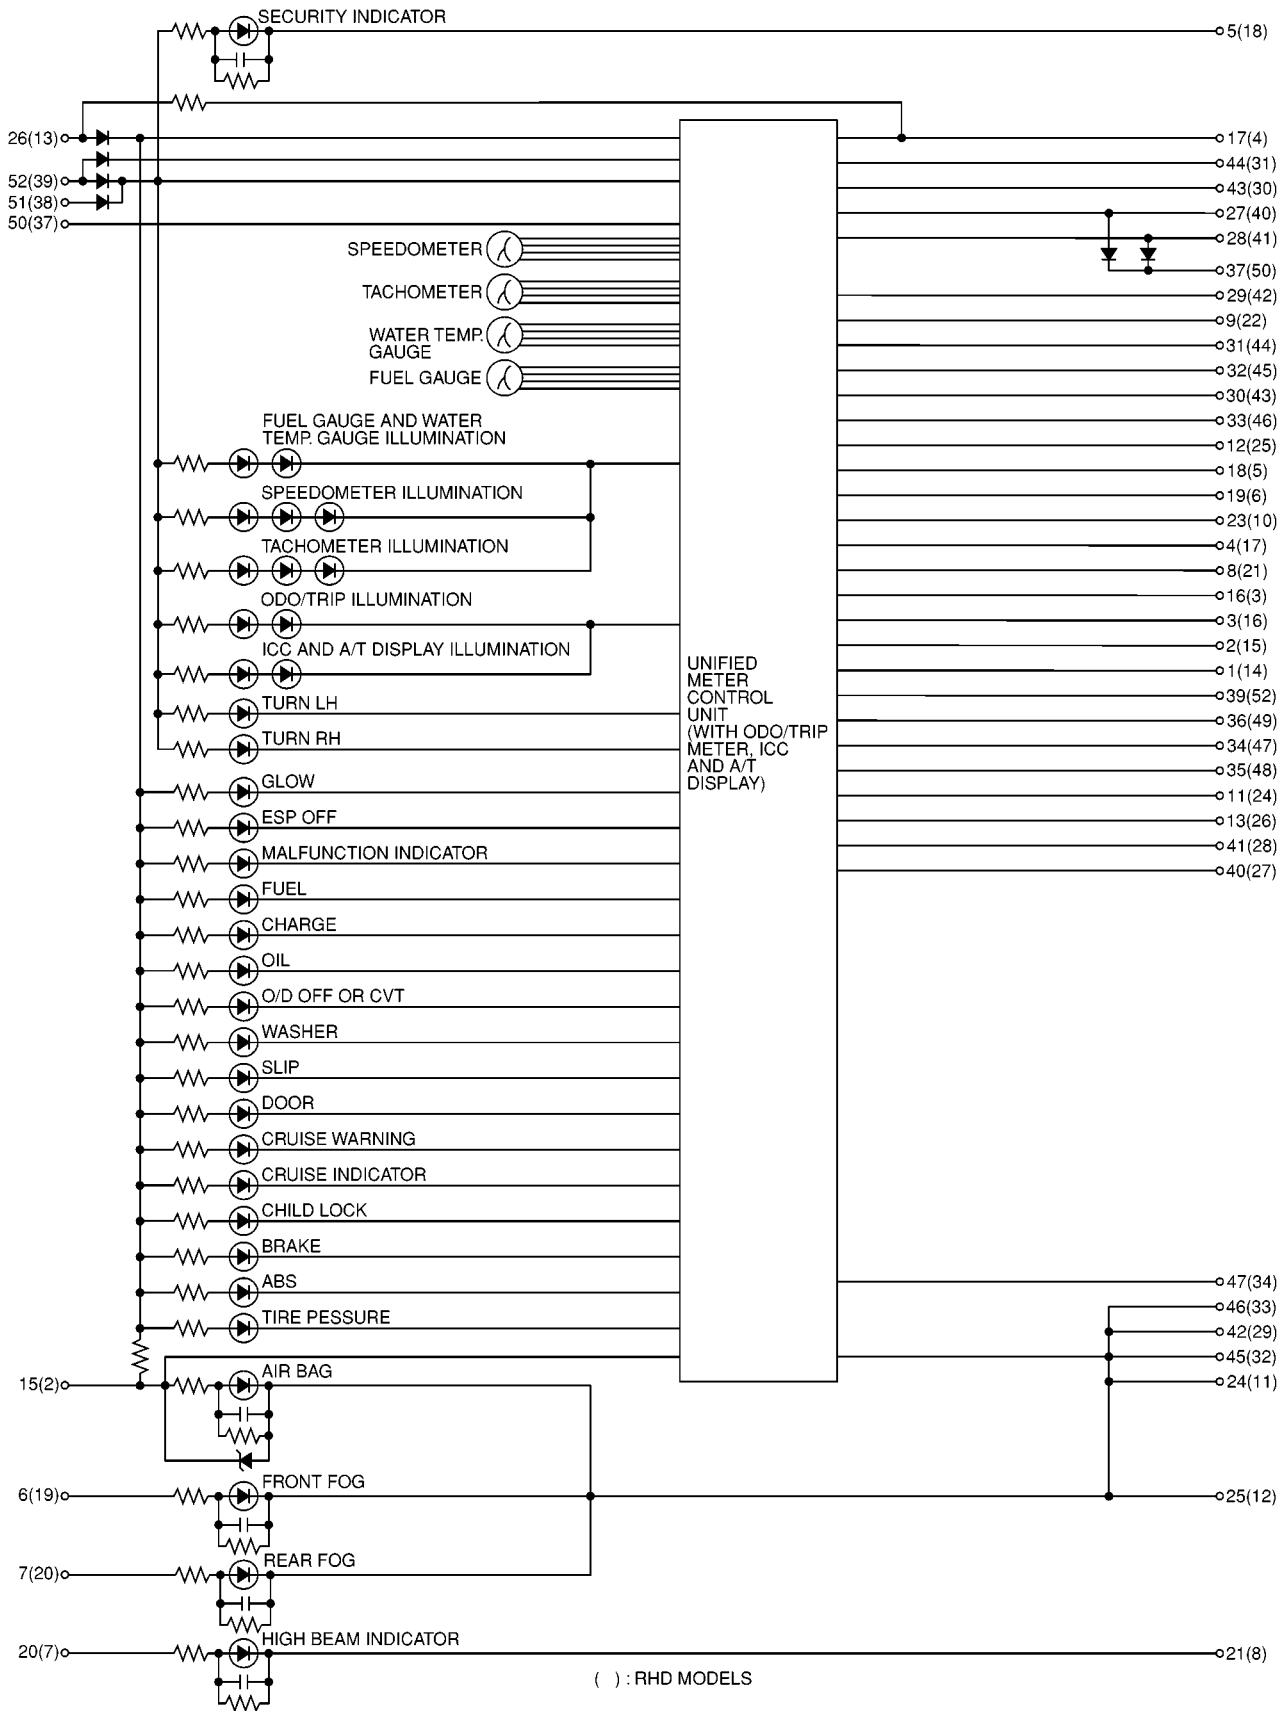 SECURITY INDICATOR
5(18)
26(13)
17(4)
44(31)
52(39)
43(30)
51(38)
27(40)
50(37)
28(41)
SPEEDOMETER
37(50)
TACHOMETER
29(42)
9(22)
WATER TEMP.
GAUGE
31(44)
32(45)
FUEL GAUGE
30(43)
FUEL GAUGE AND WATER
TEMP. GAUGE ILLUMINATION
33(46)
12(25)
18(5)
SPEEDOMETER ILLUMINATION
19(6)
23(10)
TACHOMETER ILLUMINATION
4(17)
8(21)
ODO/TRIP ILLUMINATION
16(3)
3(16)
ICC AND A/T DISPLAY ILLUMINATION
2(15)
UNIFIED
METER
CONTROL
UNIT
(WITH ODO/TRIP
METER, ICC
AND A/T
DISPLAY)
1(14)
39(52)
TURN LH
36(49)
TURN RH
34(47)
35(48)
GLOW
11(24)
ESP OFF
13(26)
MALFUNCTION INDICATOR
41(28)
40(27)
FUEL
CHARGE
OIL
O/D OFF OR CVT
WASHER
SLIP
DOOR
CRUISE WARNING
CRUISE INDICATOR
CHILD LOCK
BRAKE
ABS
47(34)
46(33)
TIRE PESSURE
42(29)
45(32)
15(2)
AIR BAG
24(11)
6(19)
FRONT FOG
25(12)
7(20)
REAR FOG
20(7)
HIGH BEAM INDICATOR
21(8)
( ) : RHD MODELS